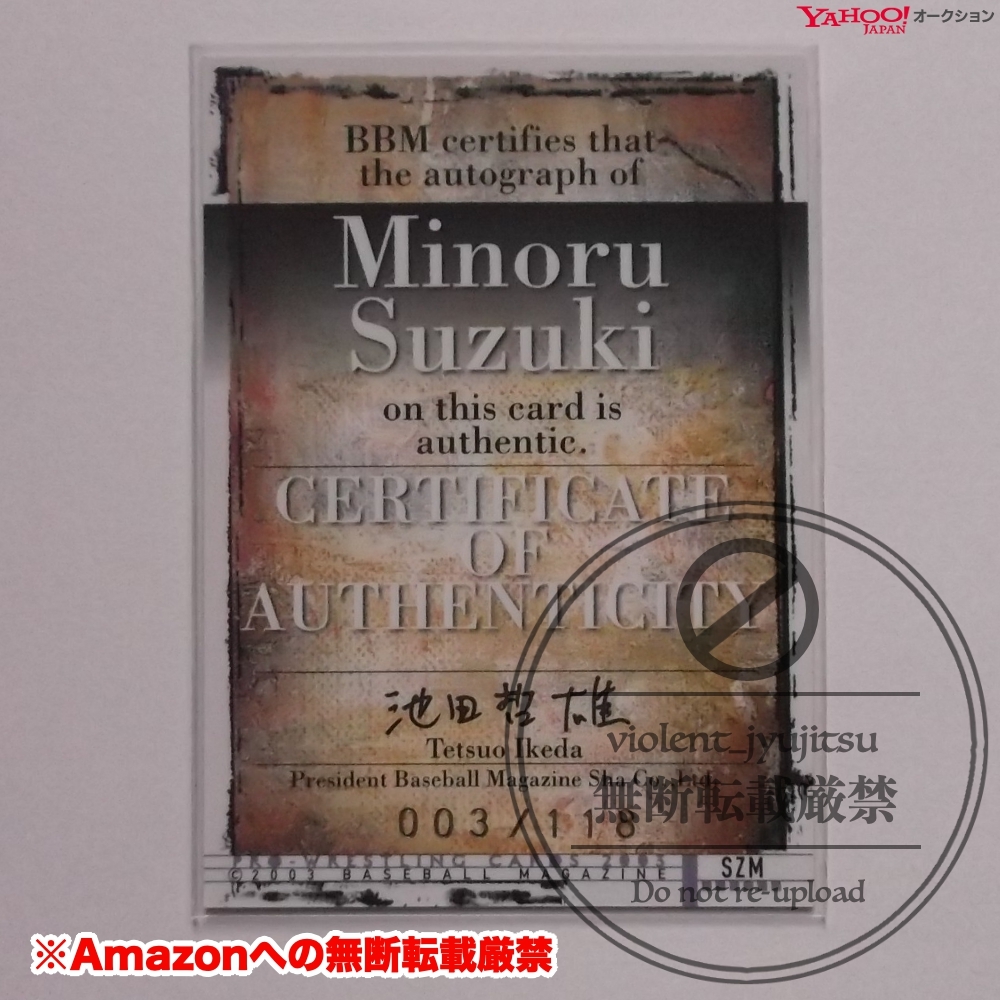 YAHOO! JAPAN オークション
BBM certifies that
the autograph of
Minoru
Suzuki
on this card is
authentic.
CERTIFICATE
OF
AUTHENTICITY
池田哲雄
Tetsuo Ikeda
President Baseball Magazine Sha Co., Ltd.
003/118
PRO-WRESTLING CARDS 2003
©2003 BASEBALL MAGAZINE
SZM
violent_jyujitsu
無断転載厳禁
Do not re-upload
※Amazonへの無断転載厳禁